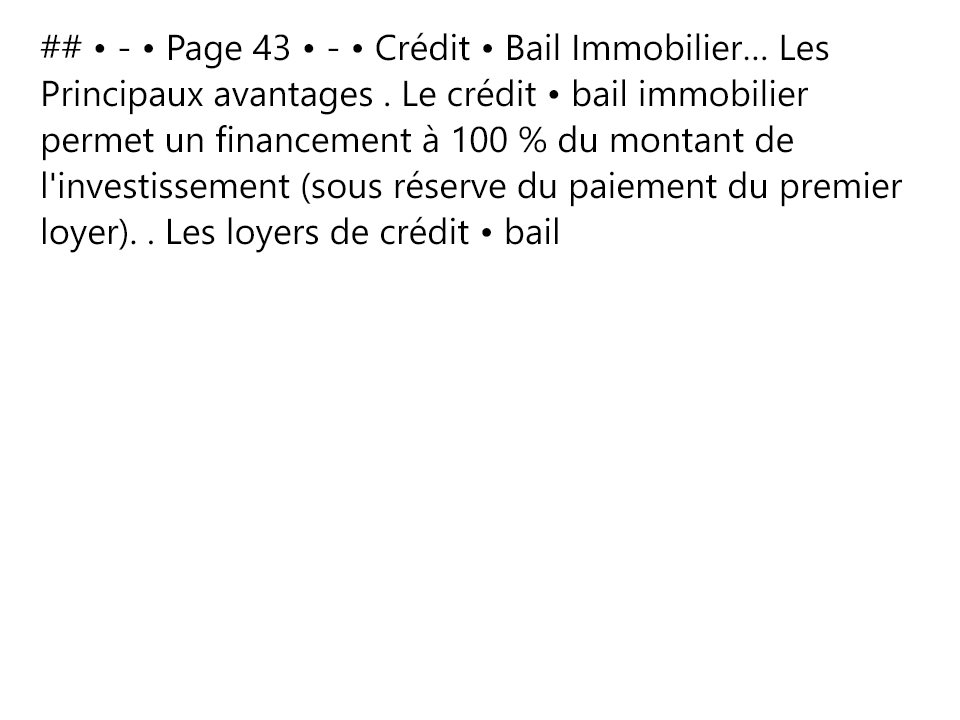 ## • - • Page 43 • - • Crédit • Bail Immobilier... Les
Principaux avantages . Le crédit • bail immobilier
permet un financement à 100 % du montant de
l'investissement (sous réserve du paiement du premier
loyer). . Les loyers de crédit • bail